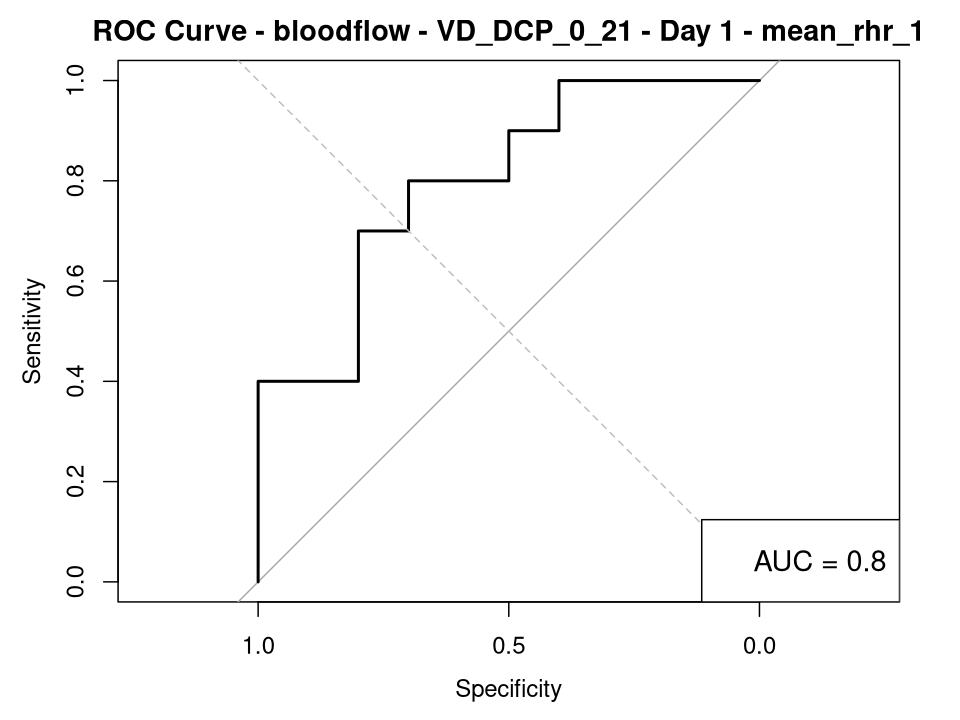 ROC Curve - bloodflow - VD_DCP_0_21 - Day 1 - mean_rhr_1
Sensitivity
1.0
0.8
0.6
0.4
0.2
0.0
AUC = 0.8
1.0 0.5 0.0
Specificity